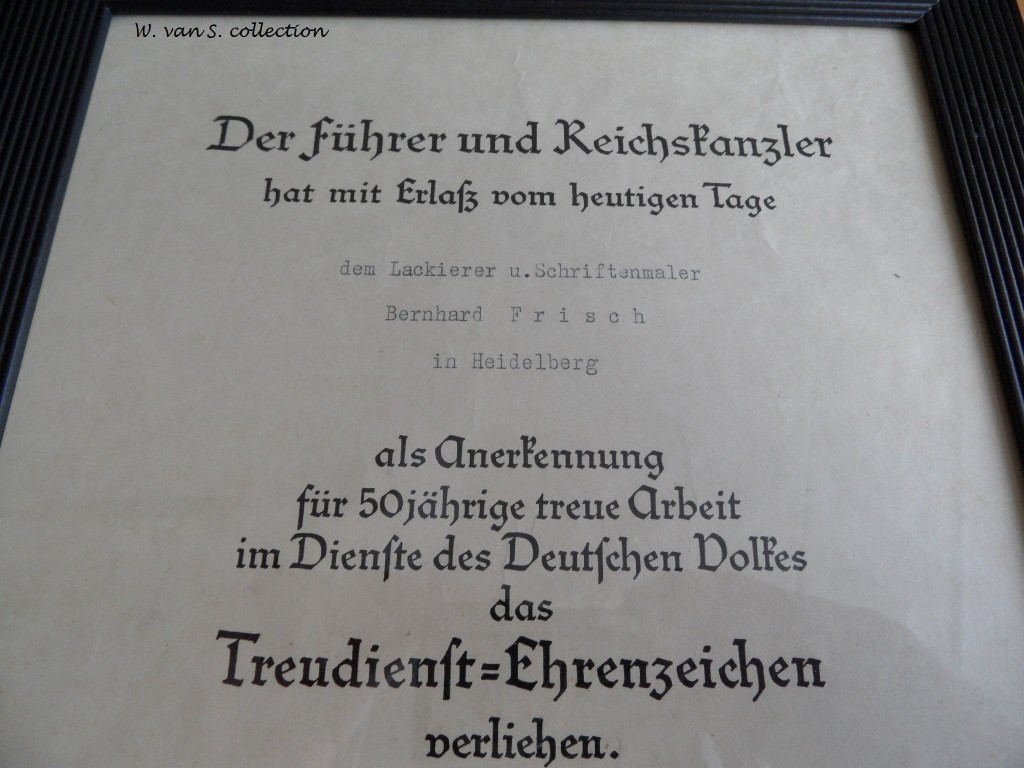 W. van S. collection
Der Führer und Reichskanzler
hat mit Erlaß vom heutigen Tage
dem Lackierer u.Schriftenmaler
Bernhard F r i s c h
in Heidelberg
als Anerkennung
für 50jährige treue Arbeit
im Dienste des Deutschen Volkes
das
Treudienst=Ehrenzeichen
verliehen.